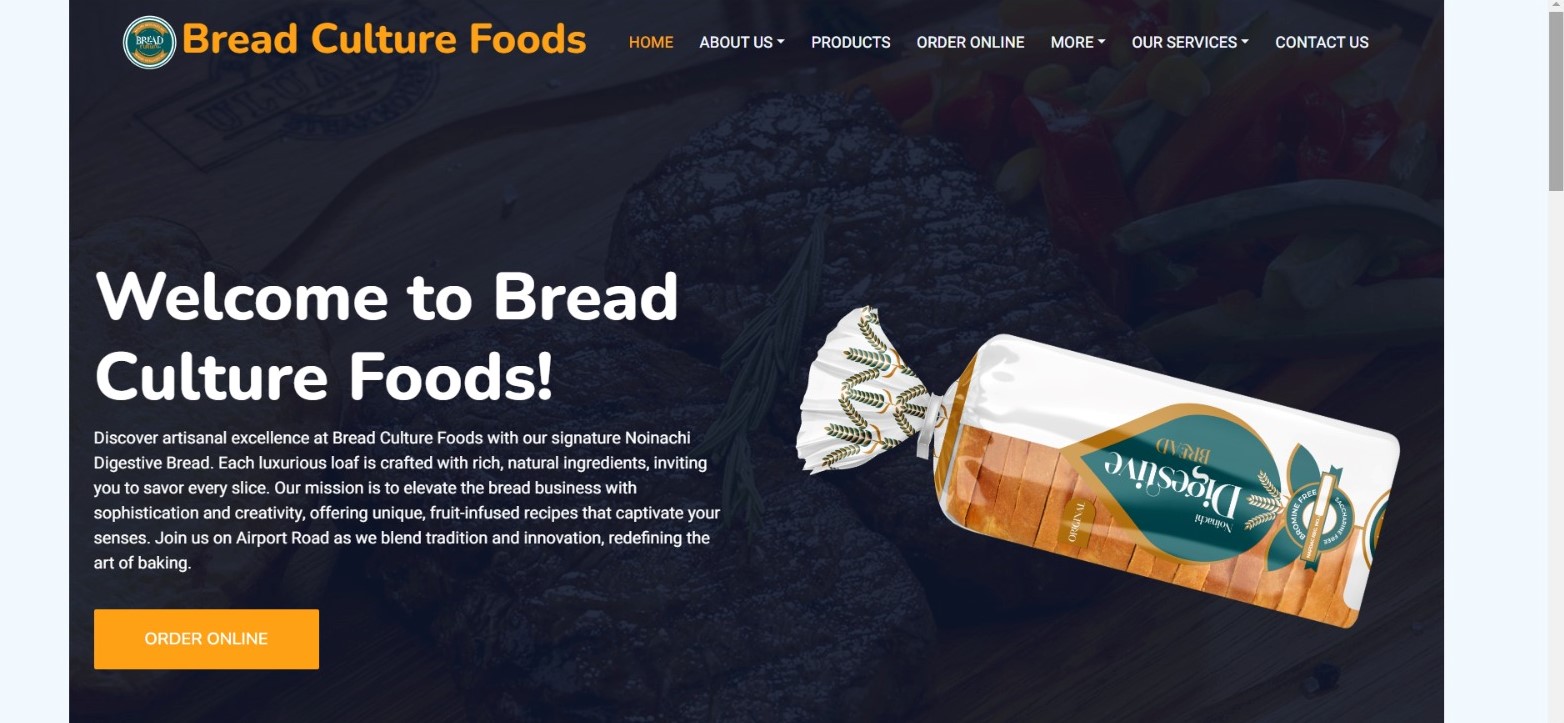 BREAD
Bread Culture Foods
HOME
ABOUT US
PRODUCTS
ORDER ONLINE
MORE
OUR SERVICES
CONTACT US
Welcome to Bread
Culture Foods!
Discover artisanal excellence at Bread Culture Foods with our signature Noinachi
Digestive Bread. Each luxurious loaf is crafted with rich, natural ingredients, inviting
you to savor every slice. Our mission is to elevate the bread business with
sophistication and creativity, offering unique, fruit-infused recipes that captivate your
senses. Join us on Airport Road as we blend tradition and innovation, redefining the
art of baking.
ORDER ONLINE
Noinachi
Digestive
BREAD
ORIGINAL
BROMINE FREE
SACCHARINE FREE